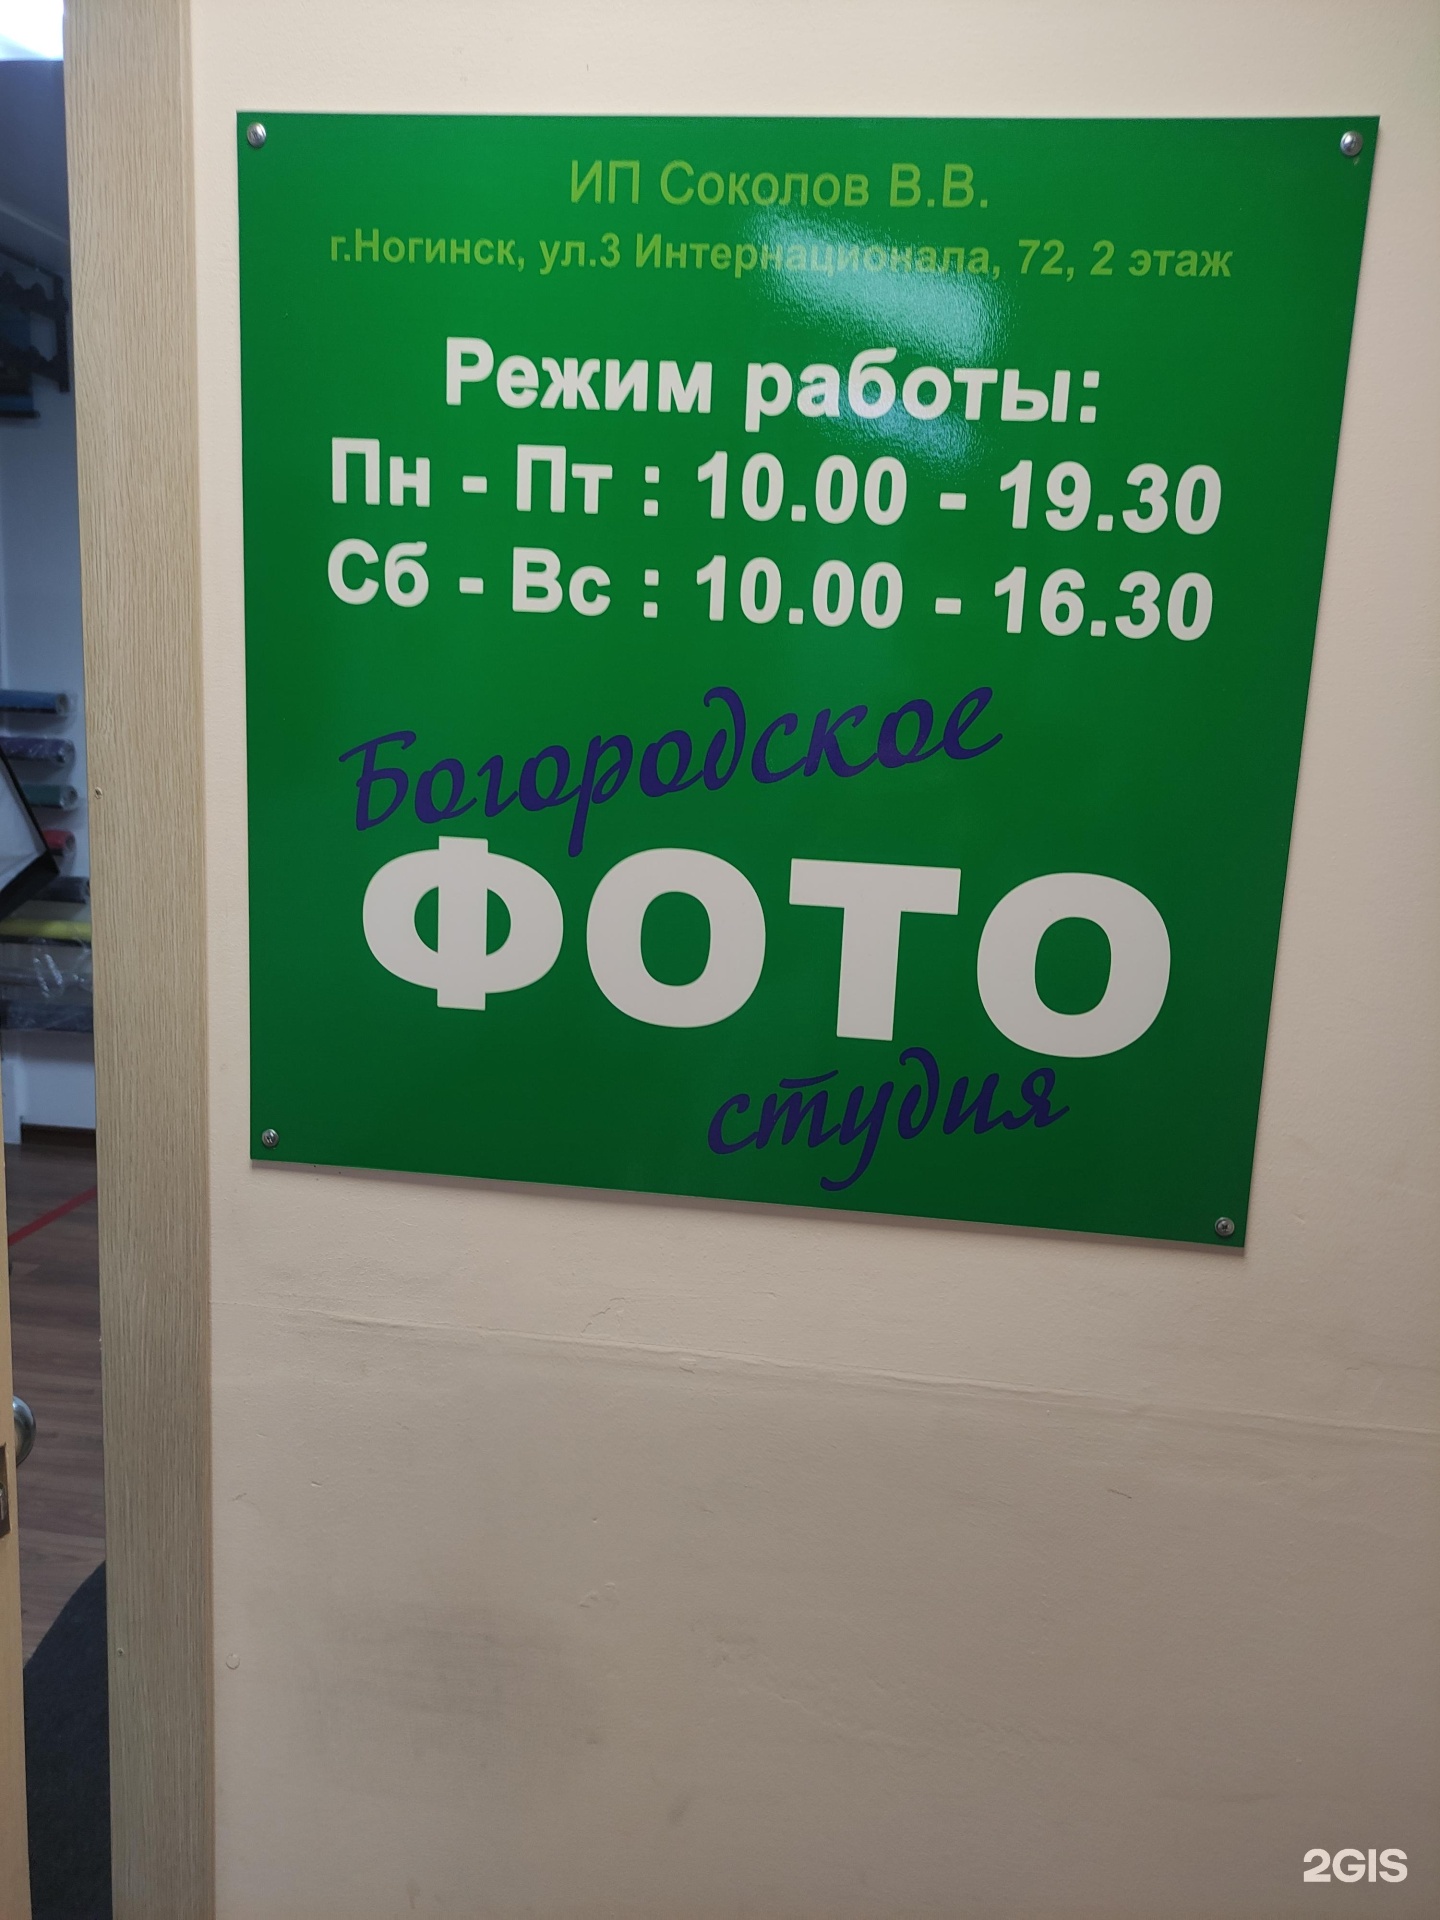 ИП Соколов В.В.
г.Ногинск, ул.3 Интернационала, 72, 2 этаж
Режим работы:
Пн - Пт : 10.00 - 19.30
Сб - Вс : 10.00 - 16.30
Богородское
ФОТО
студия
2GIS